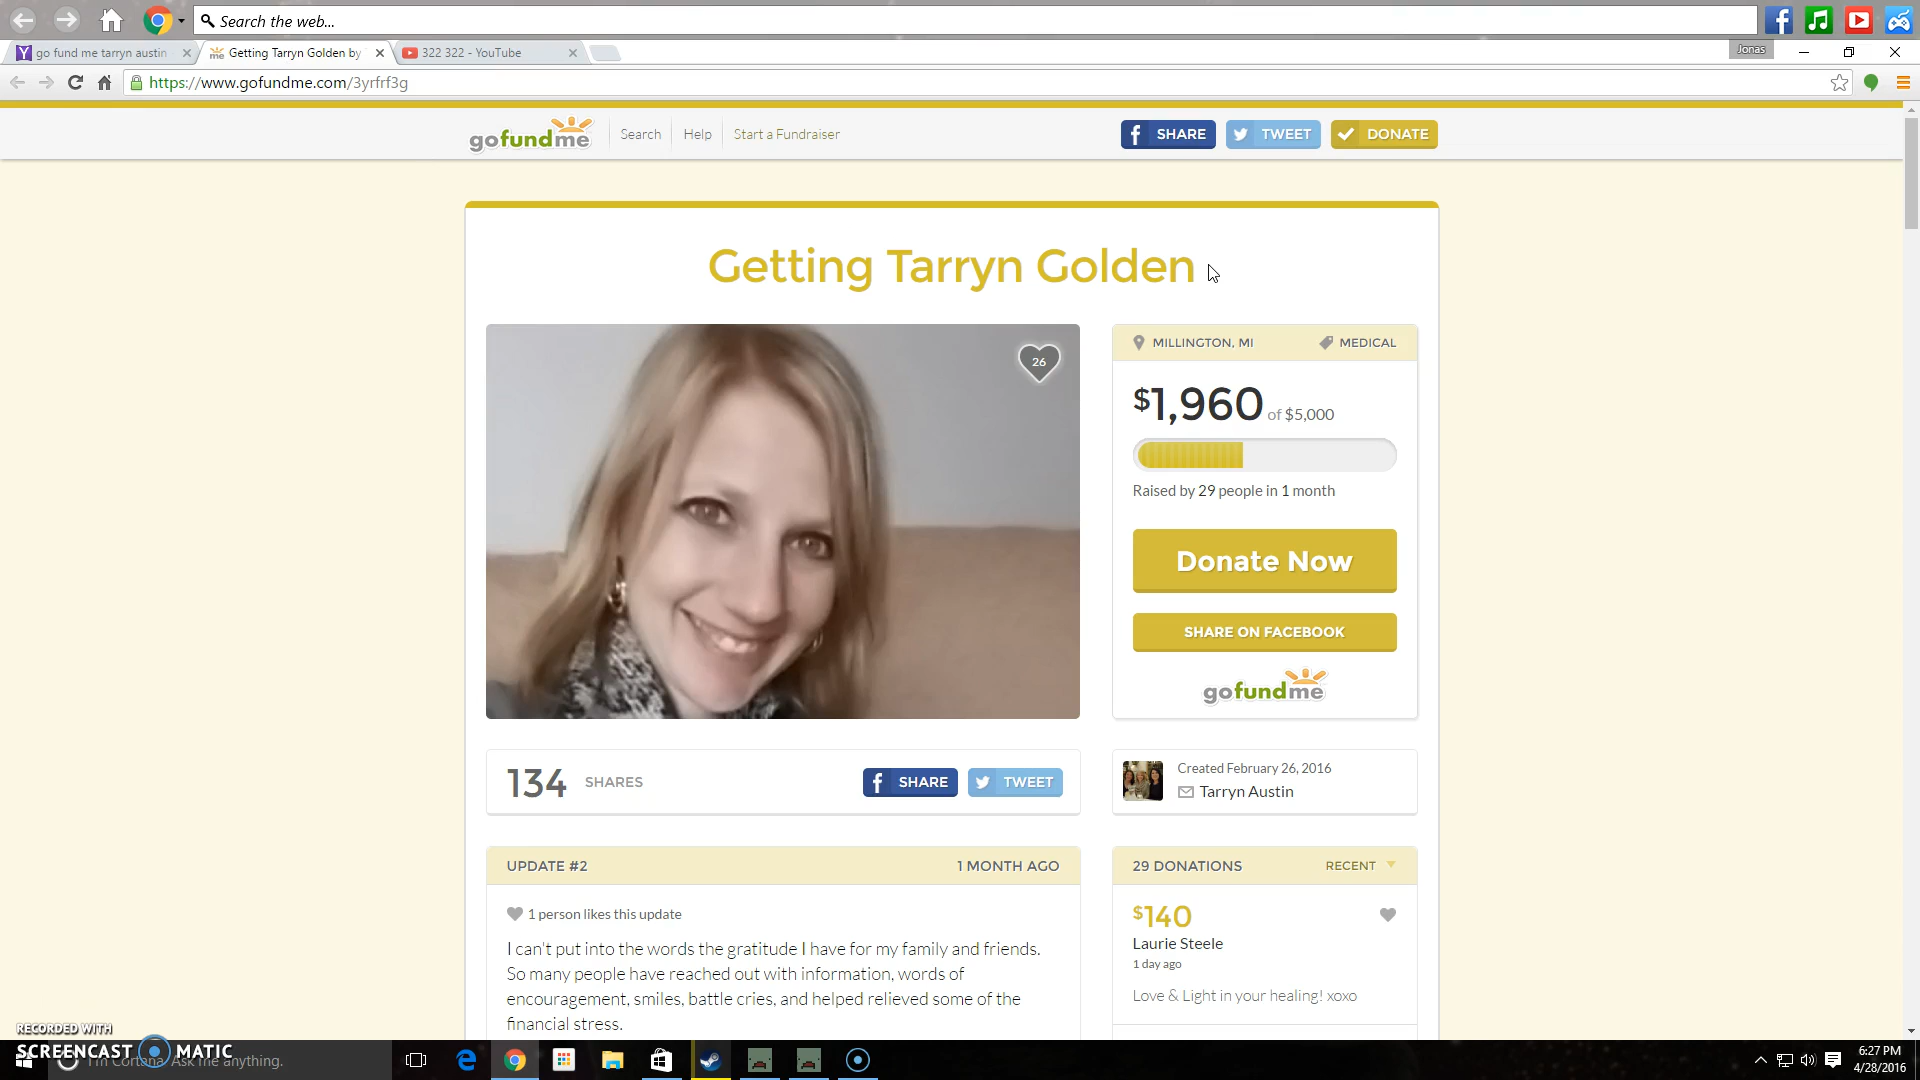 Search the web...
go fund me tarryn austin
me Getting Tarryn Golden by
322 322 - YouTube
Jonas
https://www.gofundme.com/3yrfrf3g
gofundme
Search
Help
Start a Fundraiser
SHARE
TWEET
DONATE
Getting Tarryn Golden
26
MILLINGTON, MI
MEDICAL
$1,960 of $5,000
Raised by 29 people in 1 month
Donate Now
SHARE ON FACEBOOK
gofundme
134 SHARES
SHARE
TWEET
Created February 26, 2016
Tarryn Austin
UPDATE #2
1 MONTH AGO
1 person likes this update
I can't put into the words the gratitude I have for my family and friends.
So many people have reached out with information, words of
encouragement, smiles, battle cries, and helped relieved some of the
financial stress.
29 DONATIONS
RECENT
$140
Laurie Steele
1 day ago
Love & Light in your healing! xoxo
RECORDED WITH
SCREENCAST MATIC
I'm Cortana. Ask me anything.
6:27 PM
4/28/2016